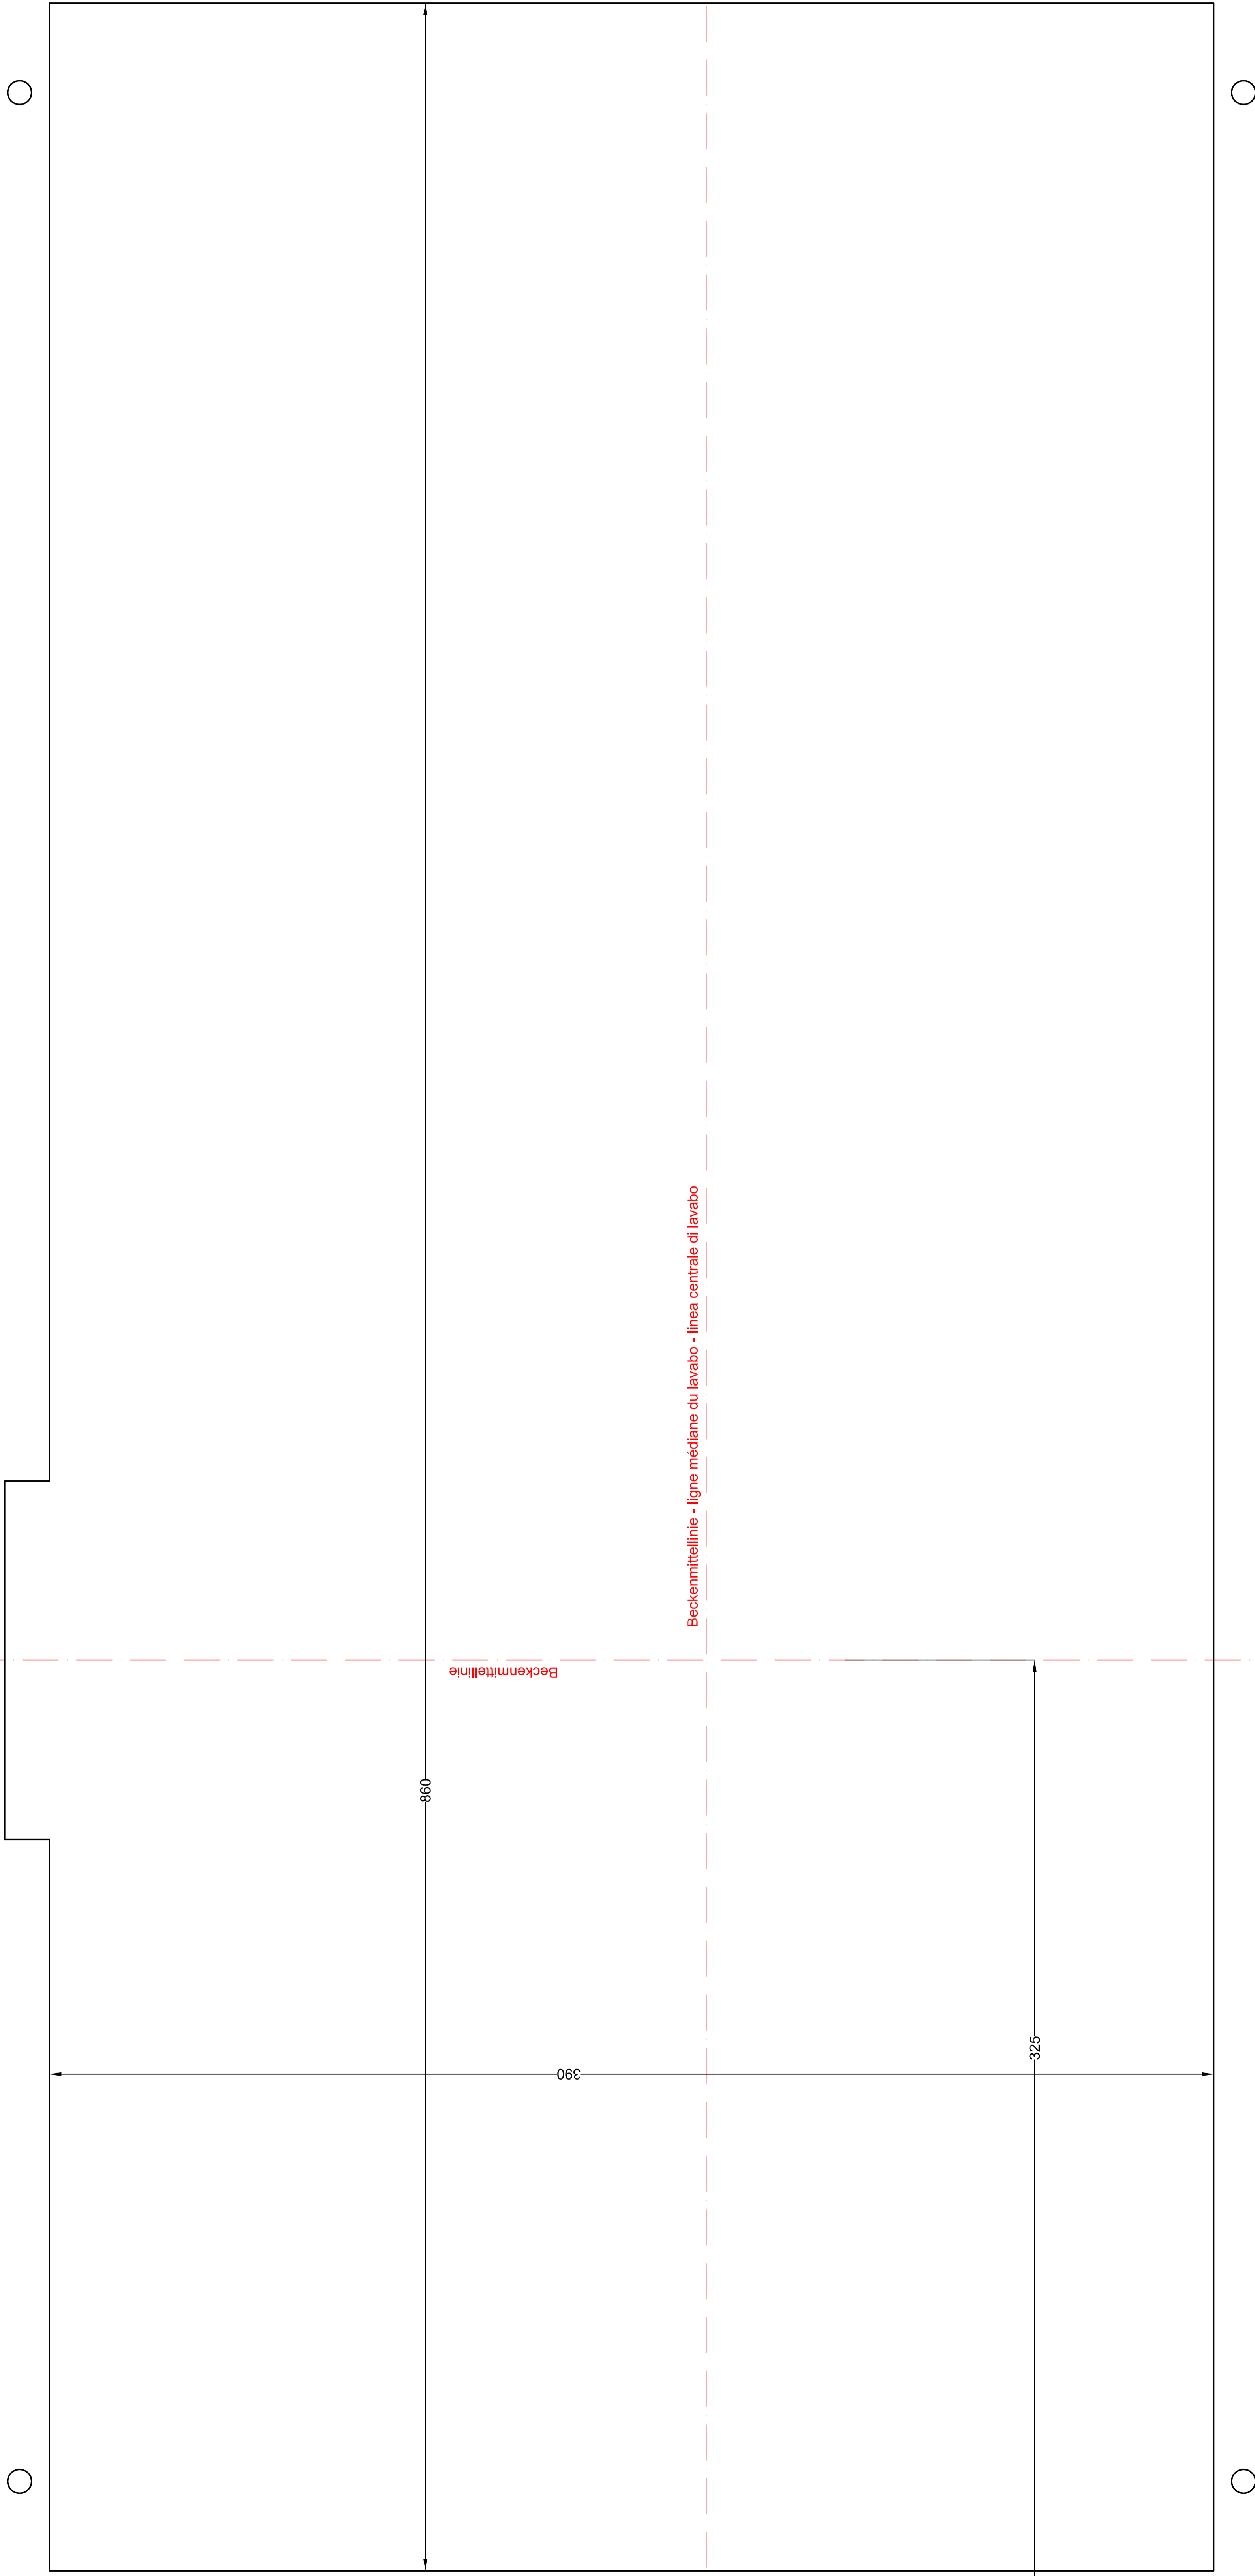 Beckenmittellinie - ligne médiane du lavabo - linea centrale di lavabo
Beckenmittellinie
860
325
390